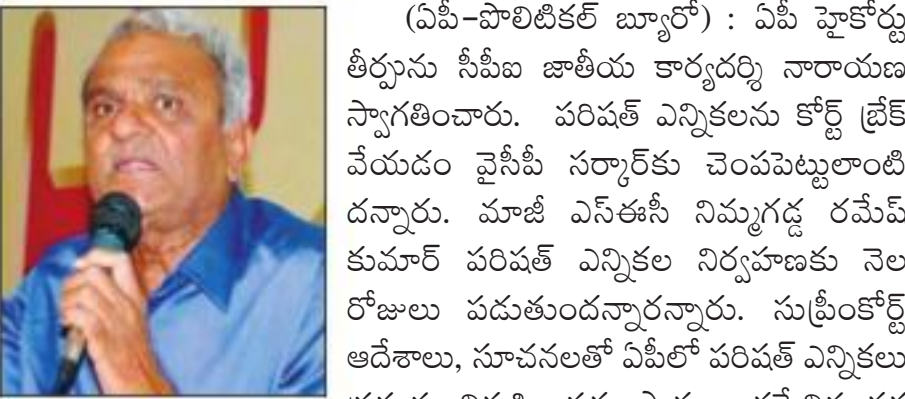 (ఏపీ-పొలిటికల్ బ్యూరో) : ఏపీ హైకోర్టు
తీర్పును సీపీఐ జాతీయ కార్యదర్శి నారాయణ
స్వాగతించారు. పరిషత్ ఎన్నికలను కోర్ట్ బ్రేక్
వేయడం వైసీపీ సర్కార్‌కు చెంపపెట్టులాంటి
దన్నారు. మాజీ ఎస్ఈసీ నిమ్మగడ్డ రమేష్
కుమార్ పరిషత్ ఎన్నికల నిర్వహణకు నెల
రోజులు పడుతుందన్నారన్నారు. సుప్రీంకోర్ట్
ఆదేశాలు, సూచనలతో ఏపీలో పరిషత్ ఎన్నికలు